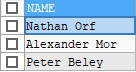 NAME
Nathan Orf
Alexander Mor
Peter Beley